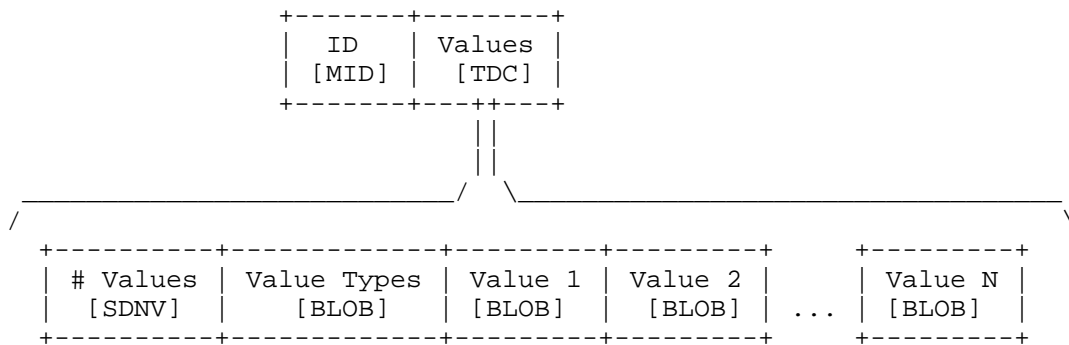 ID Values
[MID] [TDC]
# Values Value Types Value 1 Value 2 Value N
[SDNV] [BLOB] [BLOB] [BLOB] ... [BLOB]